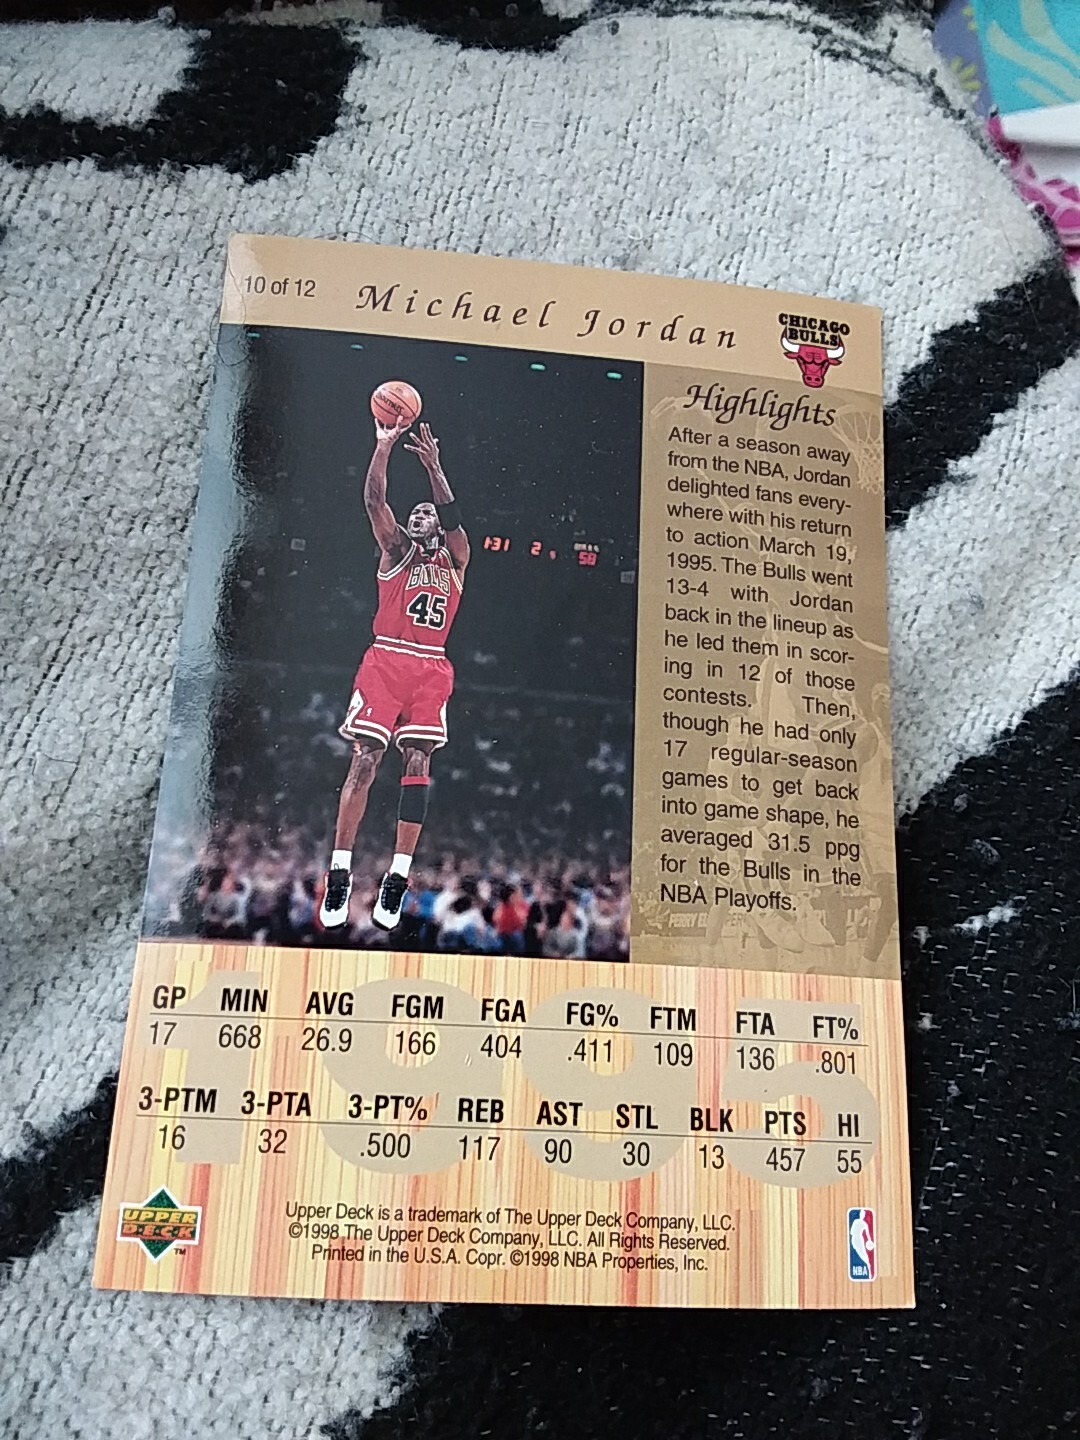 10 of 12
Michael Jordan
CHICAGO
BULLS
Highlights
After a season away
from the NBA, Jordan
delighted fans every-
where with his return
to action March 19,
1995. The Bulls went
13-4 with Jordan
back in the lineup as
he led them in scor-
ing in 12 of those
contests. Then,
though he had only
17 regular-season
games to get back
into game shape, he
averaged 31.5 ppg
for the Bulls in the
NBA Playoffs.
1:31 2 58
BULLS
45
1995
GP MIN AVG FGM FGA FG% FTM FTA FT%
17 668 26.9 166 404 .411 109 136 .801
3-PTM 3-PTA 3-PT% REB AST STL BLK PTS HI
16 32 .500 117 90 30 13 457 55
UPPER
DECK
TM
Upper Deck is a trademark of The Upper Deck Company, LLC.
©1998 The Upper Deck Company, LLC. All Rights Reserved.
Printed in the U.S.A. Copr. ©1998 NBA Properties, Inc.
NBA